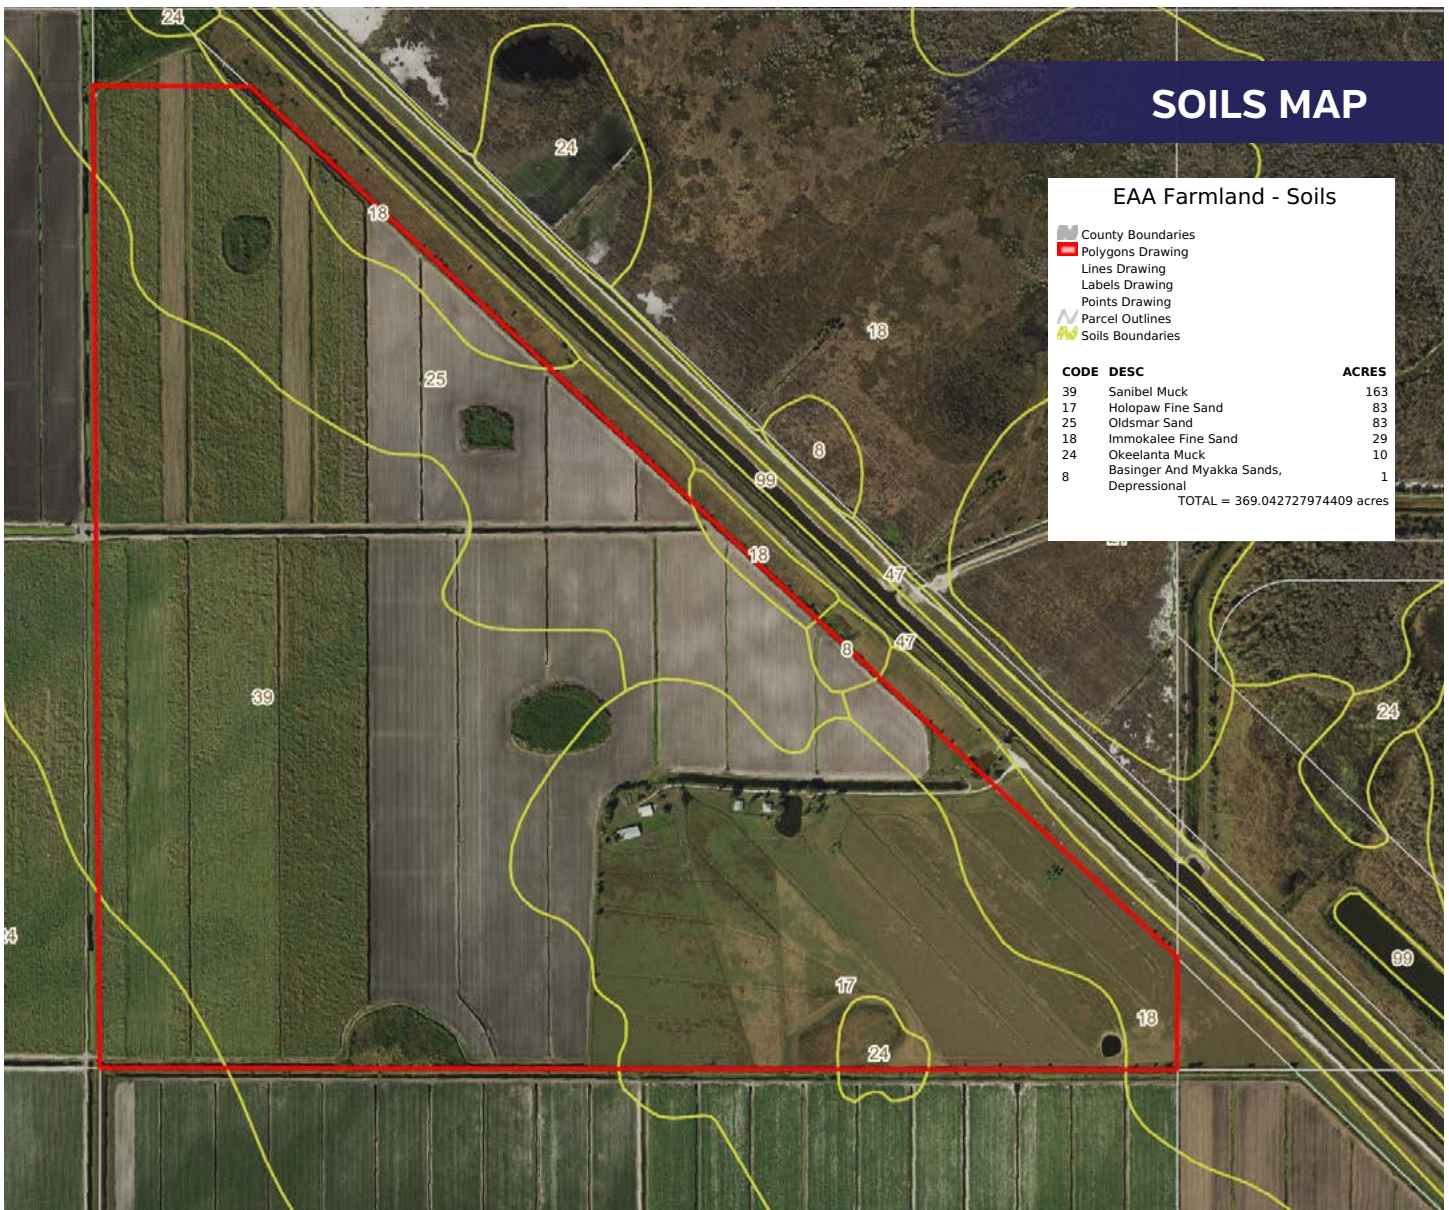 24
SOILS MAP
24
EAA Farmland - Soils
18
County Boundaries
Polygons Drawing
Lines Drawing
Labels Drawing
Points Drawing
Parcel Outlines
18
Soils Boundaries
CODE DESC ACRES
25
39 Sanibel Muck 163
17 Holopaw Fine Sand 83
25 Oldsmar Sand 83
18 Immokalee Fine Sand 29
24 Okeelanta Muck 10
8 Basinger And Myakka Sands, Depressional 1
TOTAL = 369.042727974409 acres
8
99
18
47
47
8
39
24
17
99
18
24